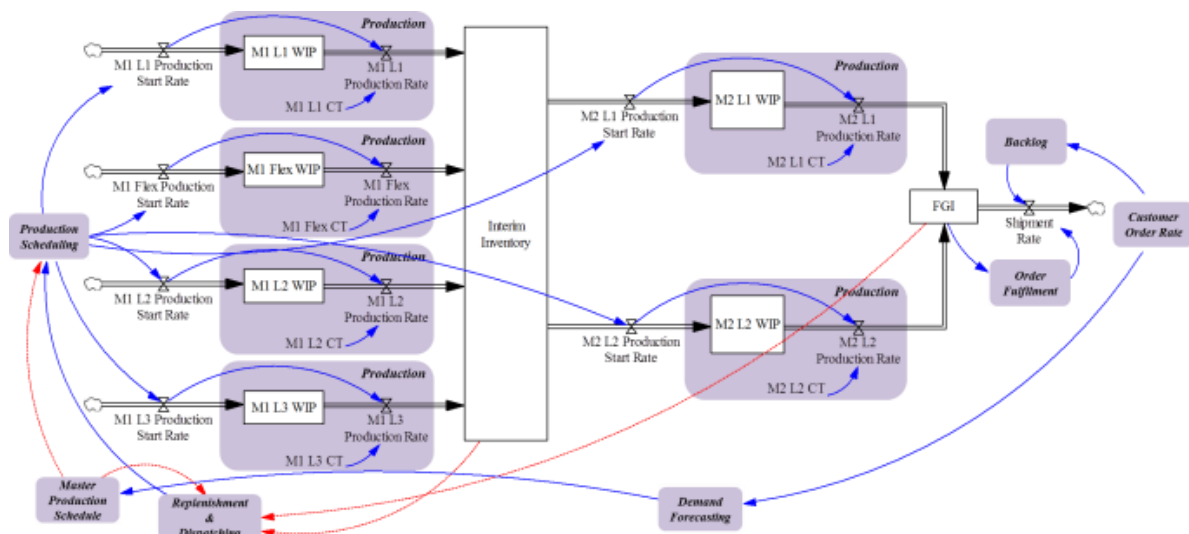 Production
M1 L1 WIP
M1 L1 Production
Start Rate
M1 L1
Production Rate
M1 L1 CT
Production
M1 Flex WIP
M1 Flex Poduction
Start Rate
M1 Flex
Production Rate
M1 Flex CT
Production
Scheduling
Production
M1 L2 WIP
M1 L2 Production
Start Rate
M1 L2
Production Rate
M1 L2 CT
Production
M1 L3 WIP
M1 L3 Production
Start Rate
M1 L3
Production Rate
M1 L3 CT
Master
Production
Schedule
Replenishment
&
Dispatching
Interim
Inventory
Production
M2 L1 WIP
M2 L1 Production
Start Rate
M2 L1
Production Rate
M2 L1 CT
Production
M2 L2 WIP
M2 L2 Production
Start Rate
M2 L2
Production Rate
M2 L2 CT
FGI
Backlog
Shipment
Rate
Customer
Order Rate
Order
Fulfilment
Demand
Forecasting